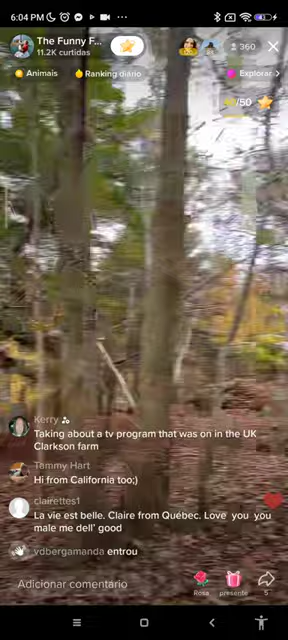 6:04 PM
The Funny F...
11.2K curtidas
360
Animais
Ranking diário
Explorar
/50
Kerry
Taking about a tv program that was on in the UK
Clarkson farm
Tammy Hart
Hi from California too;)
clairettes1
La vie est belle. Claire from Québec. Love you you
male me dell' good
vdbergamanda entrou
Adicionar comentário
Rosa
presente
5